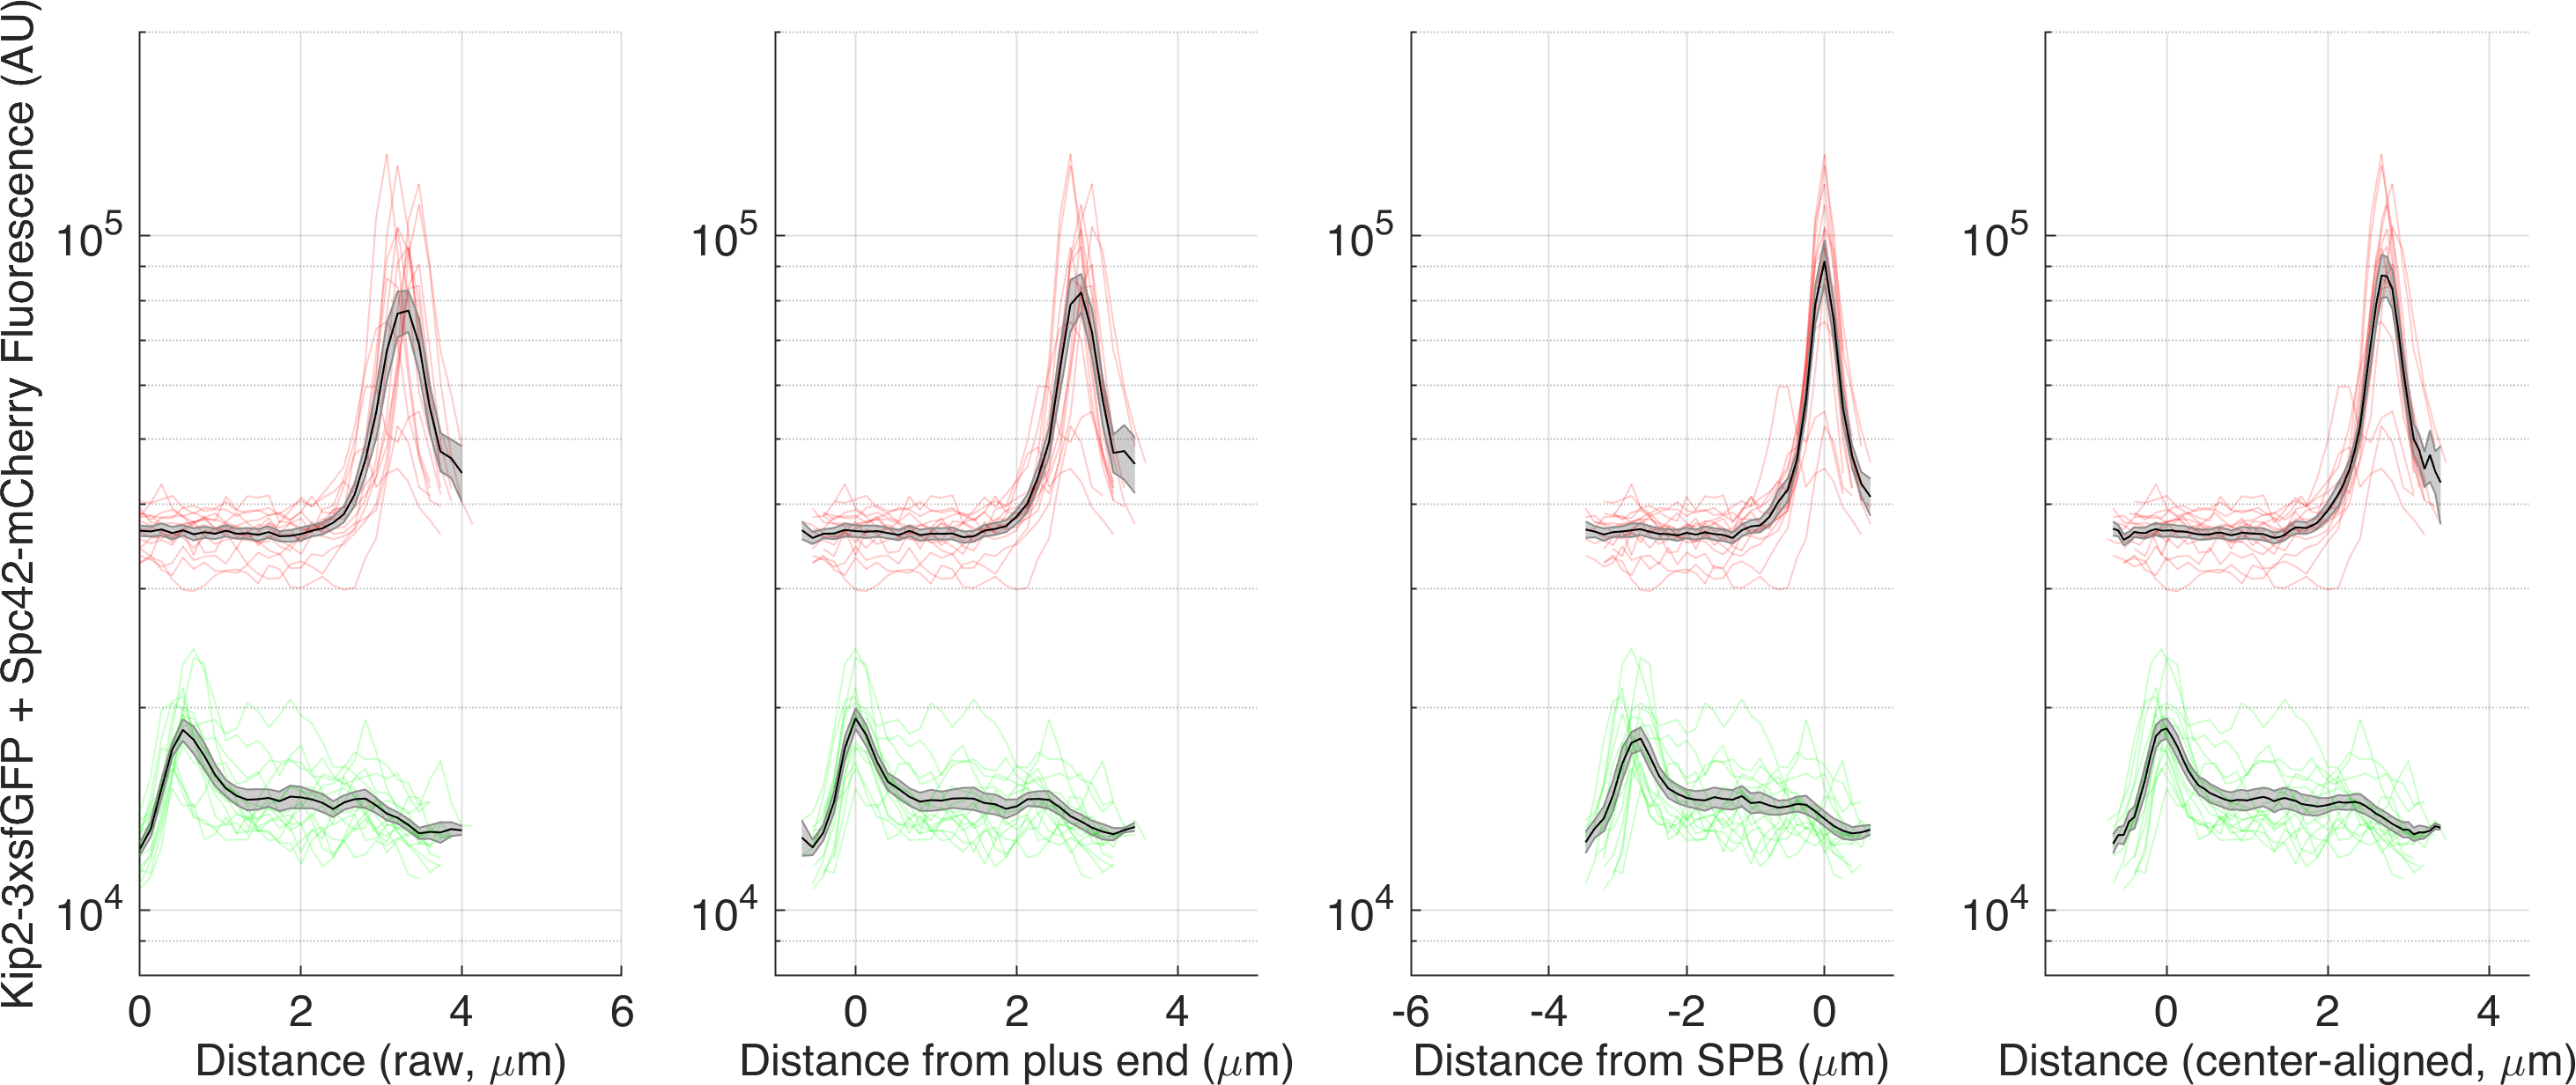 Kip2-3xsfGFP + Spc42-mCherry Fluorescence (AU)
10^5
10^4
0 2 4 6
Distance (raw, μm)
10^5
10^4
0 2 4
Distance from plus end (μm)
10^5
10^4
-6 -4 -2 0
Distance from SPB (μm)
10^5
10^4
0 2 4
Distance (center-aligned, μm)